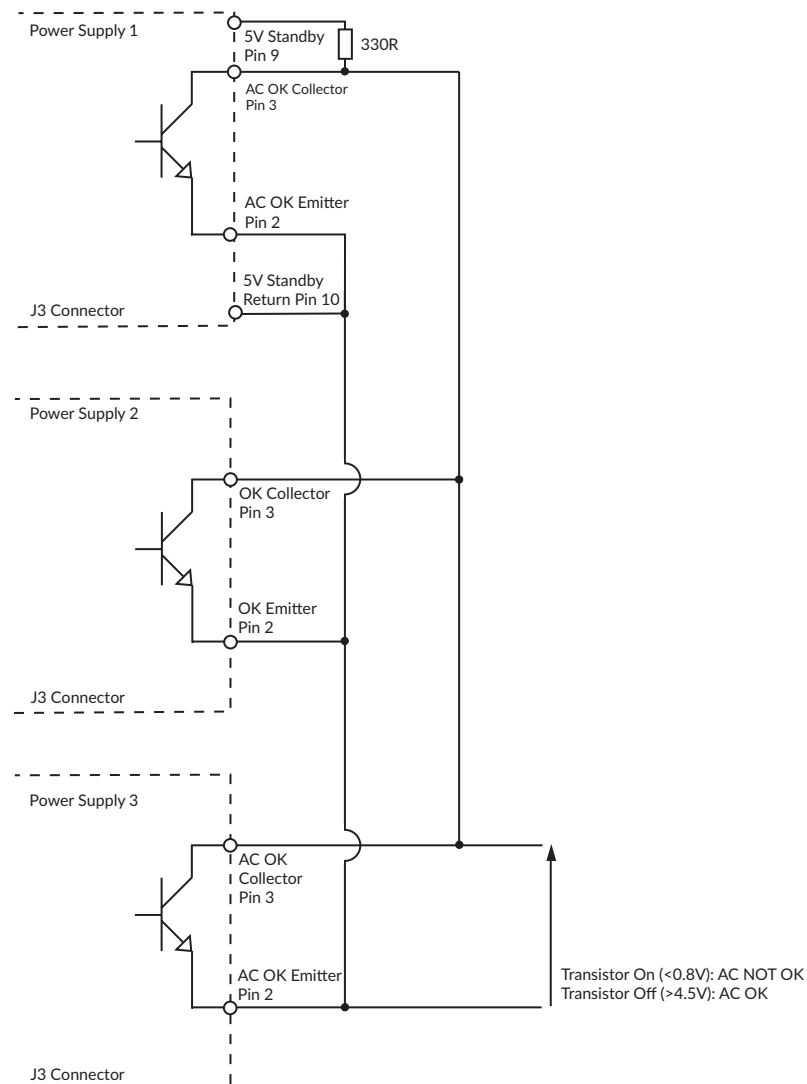 Power Supply 1
5V Standby
Pin 9
330R
AC OK Collector
Pin 3
AC OK Emitter
Pin 2
5V Standby
Return Pin 10
J3 Connector
Power Supply 2
OK Collector
Pin 3
OK Emitter
Pin 2
J3 Connector
Power Supply 3
AC OK
Collector
Pin 3
AC OK Emitter
Pin 2
Transistor On (<0.8V): AC NOT OK
Transistor Off (>4.5V): AC OK
J3 Connector